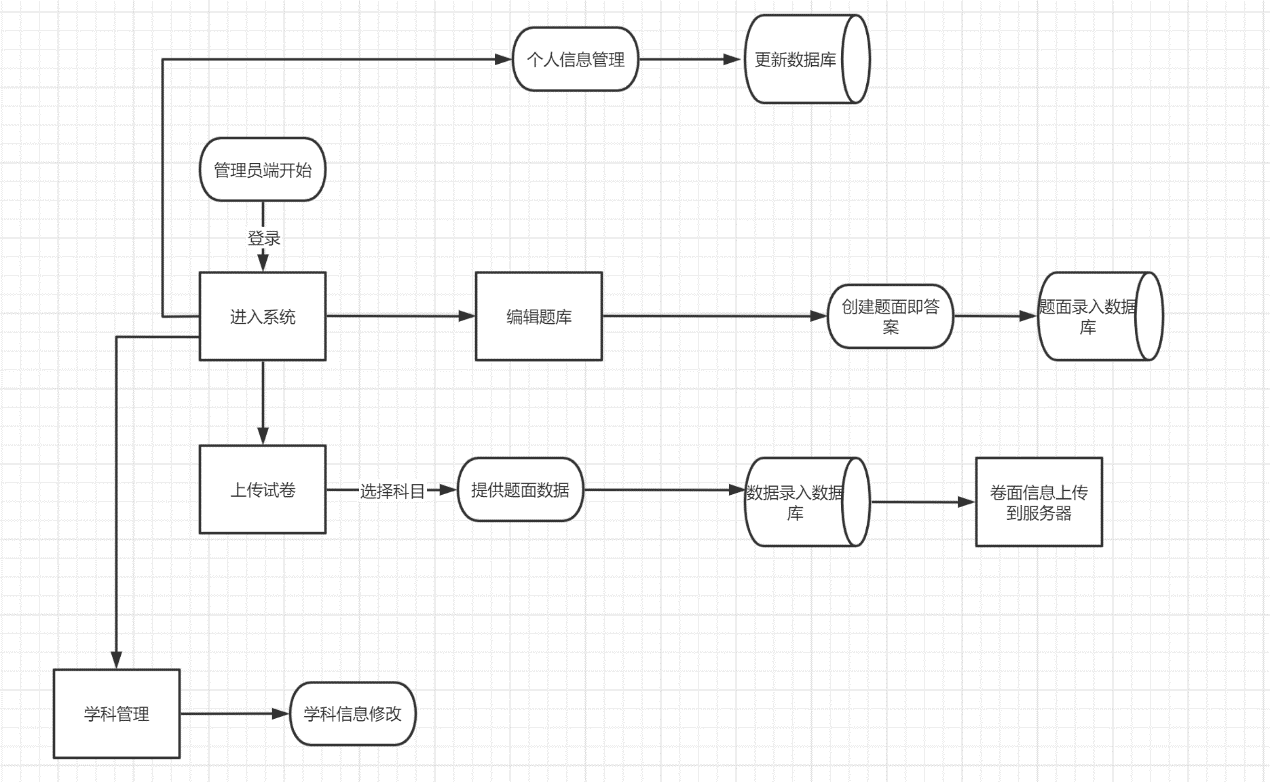 个人信息管理
更新数据库
管理员端开始
登录
进入系统
编辑题库
创建题面即答
案
题面录入数据
库
上传试卷
选择科目
提供题面数据
数据录入数据
库
卷面信息上传
到服务器
学科管理
学科信息修改